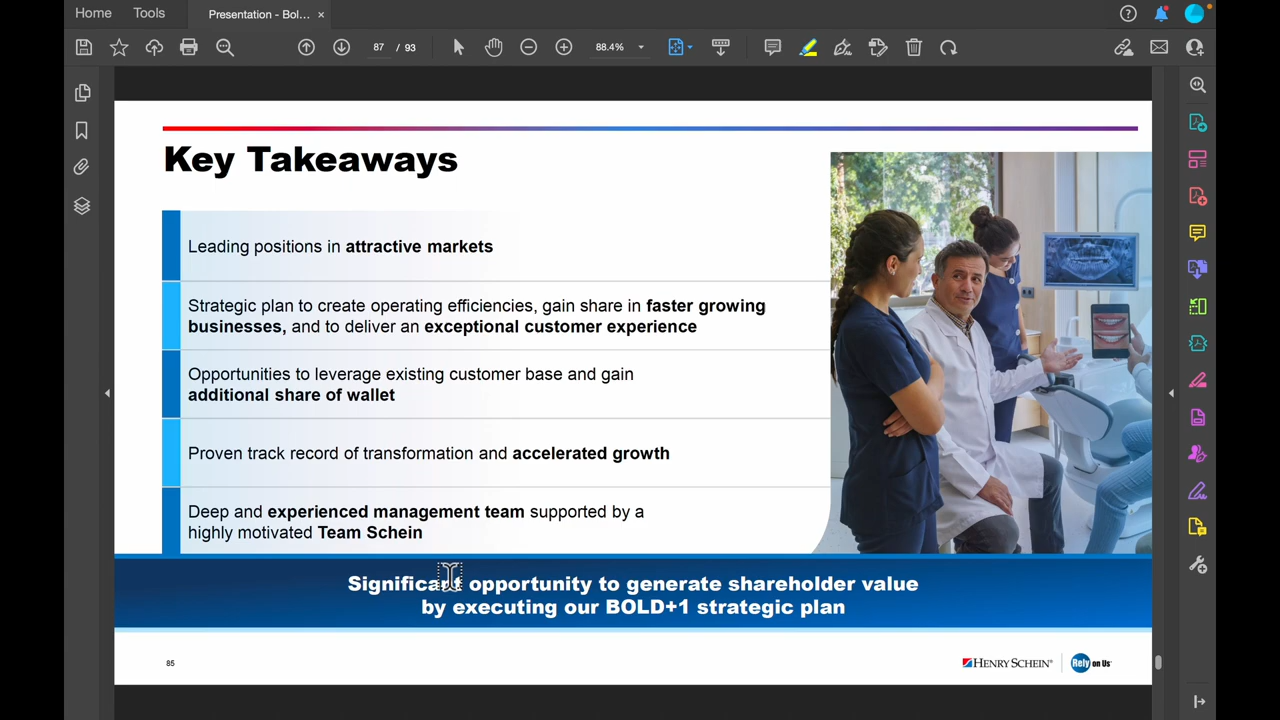 Home
Tools
Presentation - Bol...
×
87 / 93
88.4%
Key Takeaways
Leading positions in attractive markets
Strategic plan to create operating efficiencies, gain share in faster growing
businesses, and to deliver an exceptional customer experience
Opportunities to leverage existing customer base and gain
additional share of wallet
Proven track record of transformation and accelerated growth
Deep and experienced management team supported by a
highly motivated Team Schein
Significant opportunity to generate shareholder value
by executing our BOLD+1 strategic plan
85
HENRY SCHEIN®
Rely on Us™